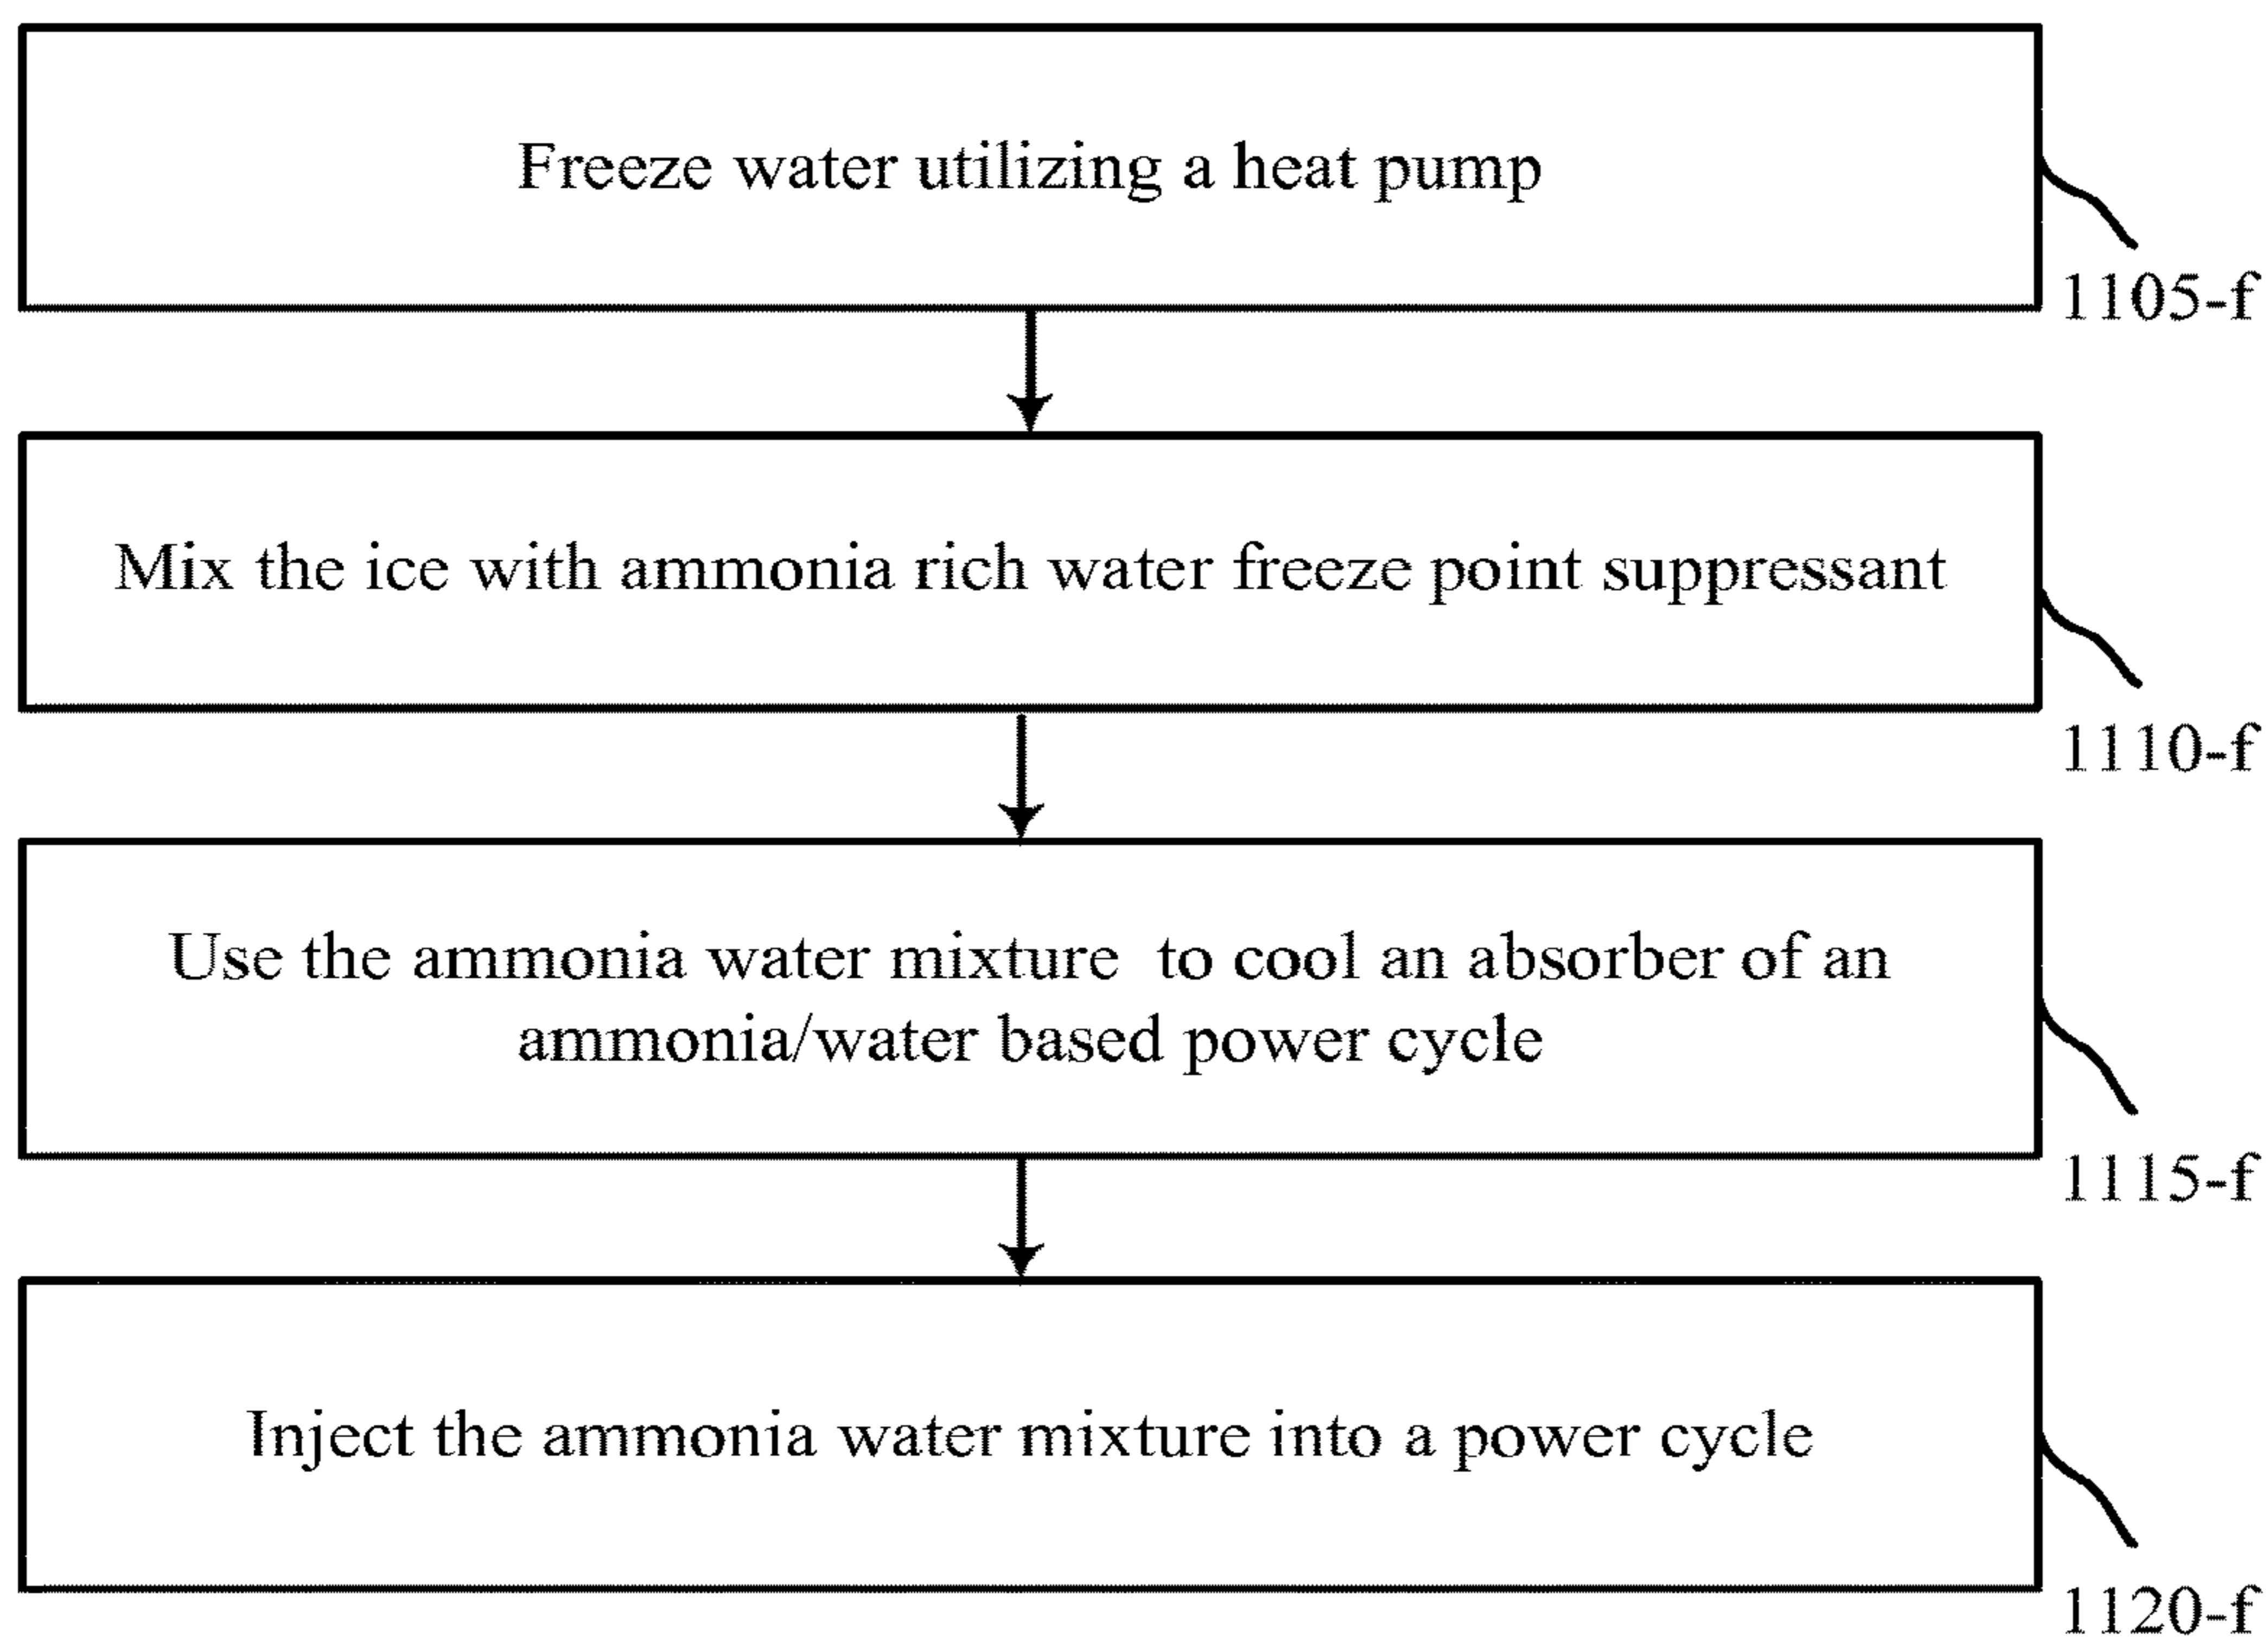 Freeze water utilizing a heat pump
1105-f
Mix the ice with ammonia rich water freeze point suppressant
1110-f
Use the ammonia water mixture to cool an absorber of an
ammonia/water based power cycle
1115-f
Inject the ammonia water mixture into a power cycle
1120-f